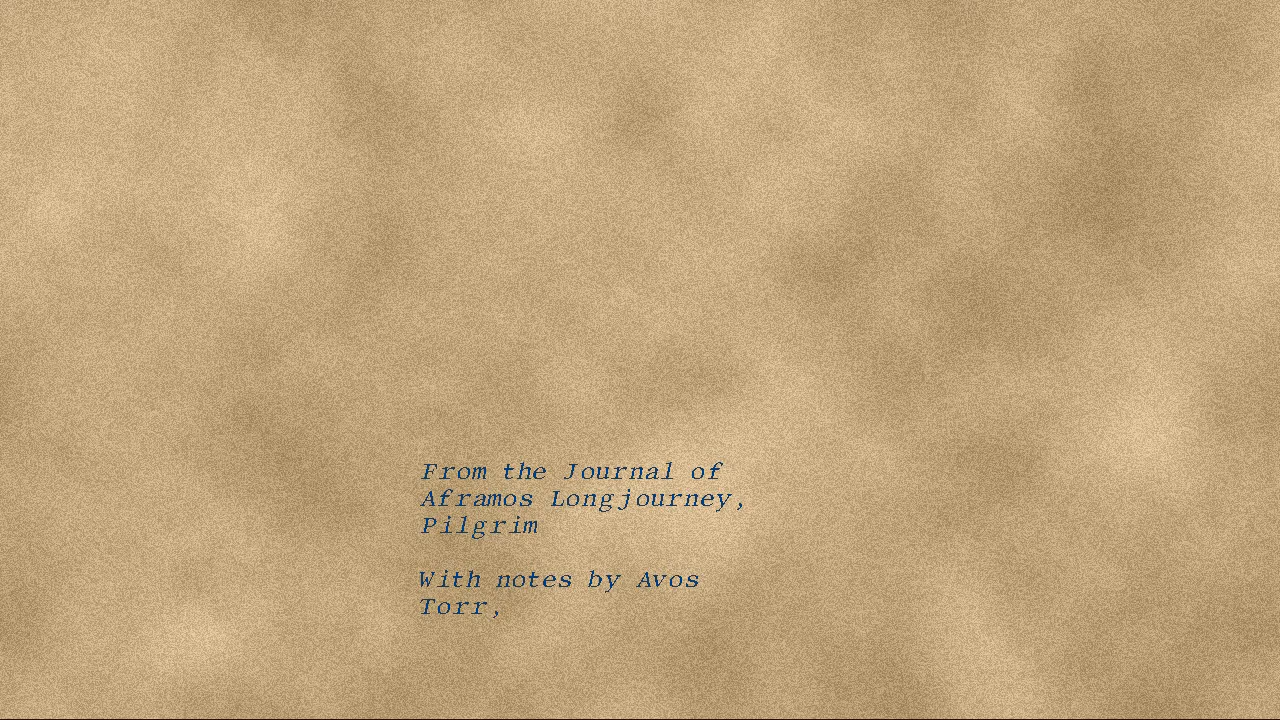 From the Journal of
Aframos Longjourney,
Pilgrim
With notes by Avos
Torr,